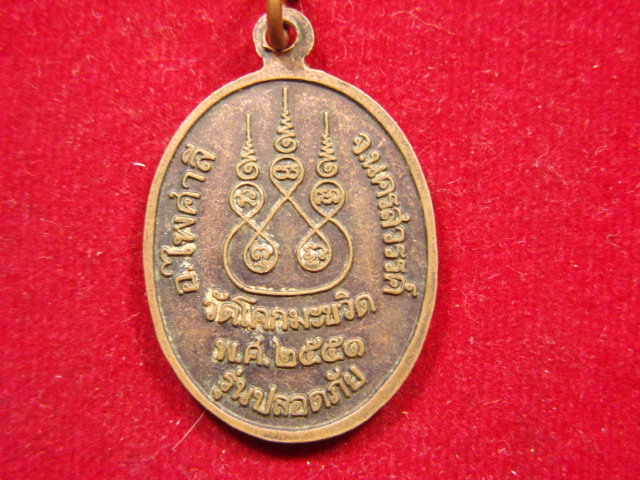 อ.ไพศาลี
จ.นครสวรรค์
วัดโคกมะขวิด
พ.ศ.๒๕๕๑
รุ่นปลอดภัย